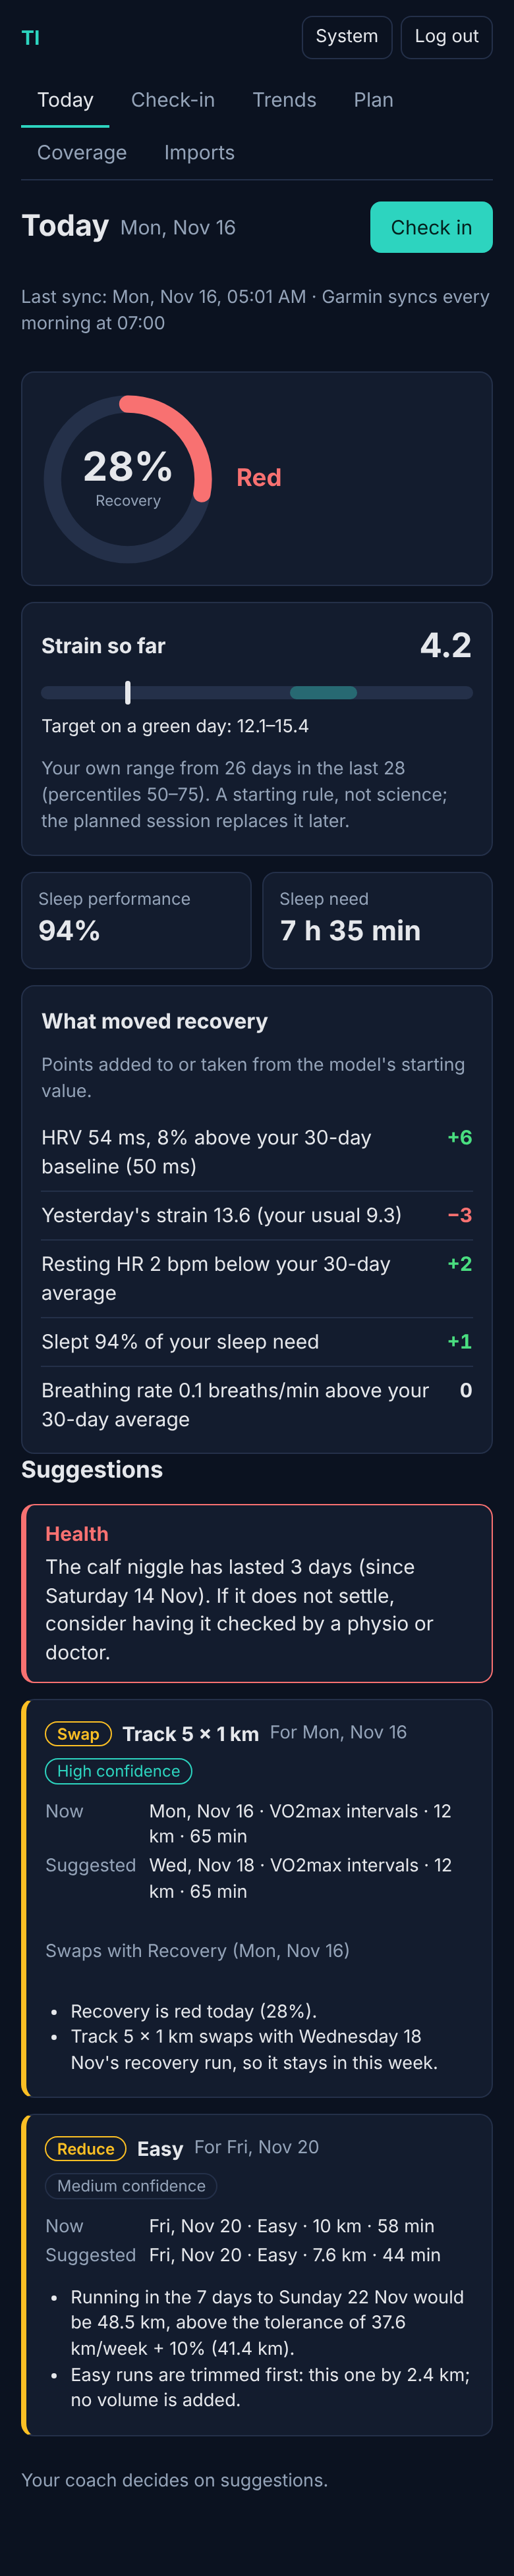 TI
System
Log out
Today
Check-in
Trends
Plan
Coverage
Imports
Today Mon, Nov 16
Check in
Last sync: Mon, Nov 16, 05:01 AM · Garmin syncs every
morning at 07:00
28%
Recovery
Red
Strain so far
4.2
Target on a green day: 12.1–15.4
Your own range from 26 days in the last 28
(percentiles 50–75). A starting rule, not science;
the planned session replaces it later.
Sleep performance
94%
Sleep need
7 h 35 min
What moved recovery
Points added to or taken from the model's starting
value.
HRV 54 ms, 8% above your 30-day
baseline (50 ms)
+6
Yesterday's strain 13.6 (your usual 9.3)
−3
Resting HR 2 bpm below your 30-day
average
+2
Slept 94% of your sleep need
+1
Breathing rate 0.1 breaths/min above your
30-day average
0
Suggestions
Health
The calf niggle has lasted 3 days (since
Saturday 14 Nov). If it does not settle,
consider having it checked by a physio or
doctor.
Swap Track 5 × 1 km For Mon, Nov 16
High confidence
Now Mon, Nov 16 · VO2max intervals · 12
km · 65 min
Suggested Wed, Nov 18 · VO2max intervals · 12
km · 65 min
Swaps with Recovery (Mon, Nov 16)
• Recovery is red today (28%).
• Track 5 × 1 km swaps with Wednesday 18
Nov's recovery run, so it stays in this week.
Reduce Easy For Fri, Nov 20
Medium confidence
Now Fri, Nov 20 · Easy · 10 km · 58 min
Suggested Fri, Nov 20 · Easy · 7.6 km · 44 min
• Running in the 7 days to Sunday 22 Nov would
be 48.5 km, above the tolerance of 37.6
km/week + 10% (41.4 km).
• Easy runs are trimmed first: this one by 2.4 km;
no volume is added.
Your coach decides on suggestions.